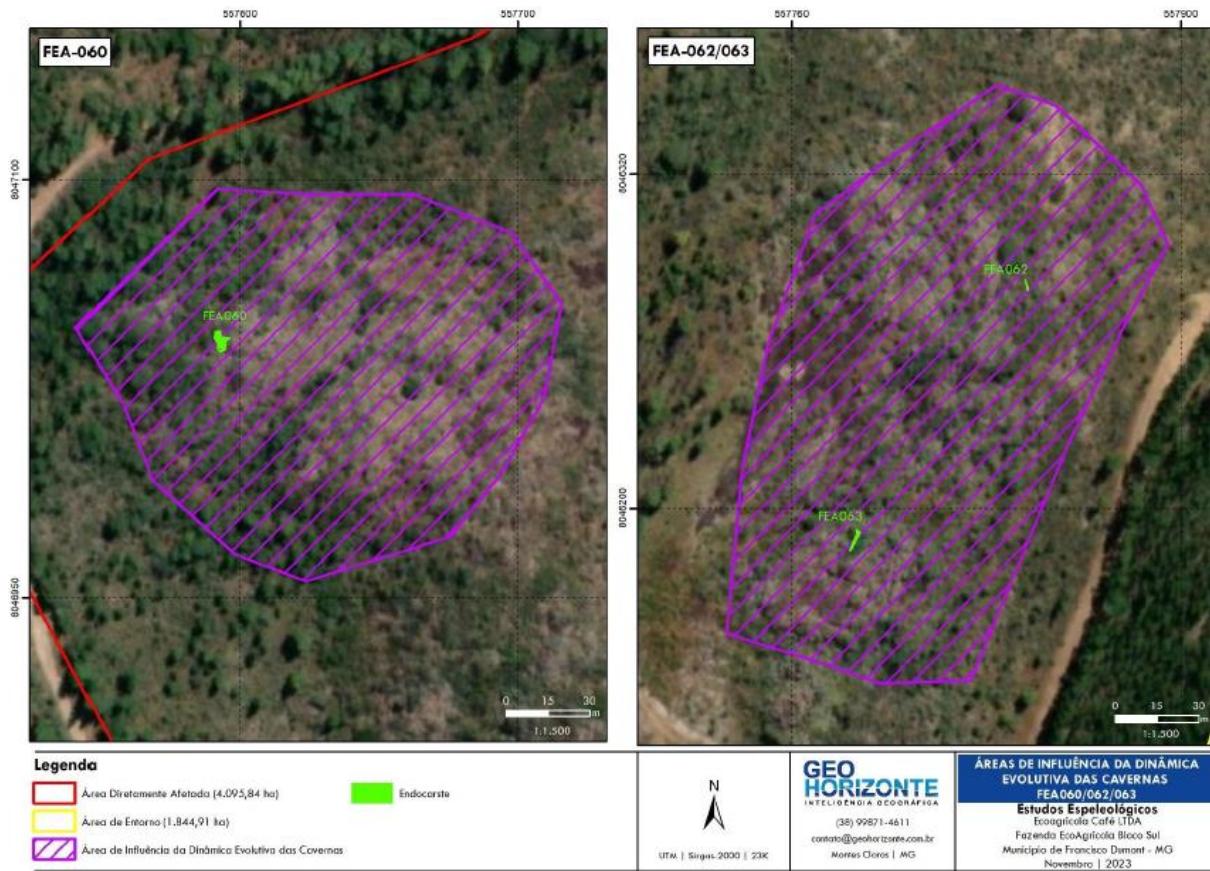 557600
557700
557760
557900
FEA-060
FEA-062/063
8047100
8046320
FEA062
FEA060
8046200
FEA063
8046950
0 15 30
m
1:1.500
0 15 30
m
1:1.500
Legenda
Área Diretamente Afetada (4.095,84 ha)
Endocarste
Área de Entorno (1.844,91 ha)
Área de Influência da Dinâmica Evolutiva das Cavernas
N
UTM | Sirgas 2000 | 23K
GEO
HORIZONTE
INTELIGÊNCIA GEOGRÁFICA
(38) 99871-4611
contato@geohorizonte.com.br
Montes Claros | MG
ÁREAS DE INFLUÊNCIA DA DINÂMICA
EVOLUTIVA DAS CAVERNAS
FEA060/062/063
Estudos Espeleológicos
Ecoagrícola Café LTDA
Fazenda EcoAgrícola Bloco Sul
Município de Francisco Dumont - MG
Novembro | 2023